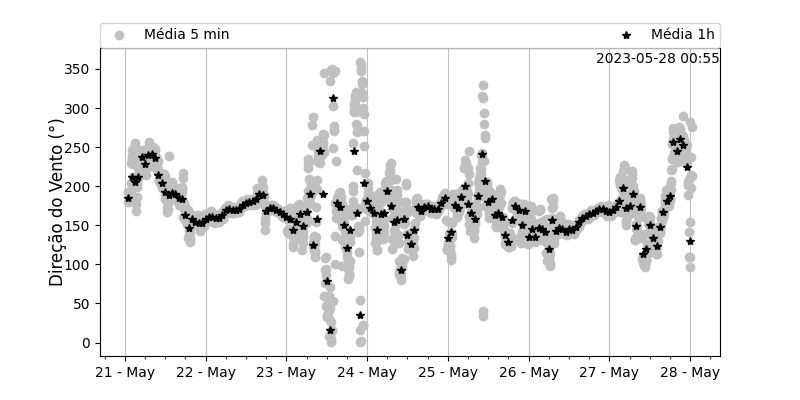 Média 5 min
Média 1h
2023-05-28 00:55
Direção do Vento (°)
350
300
250
200
150
100
50
0
21 - May
22 - May
23 - May
24 - May
25 - May
26 - May
27 - May
28 - May